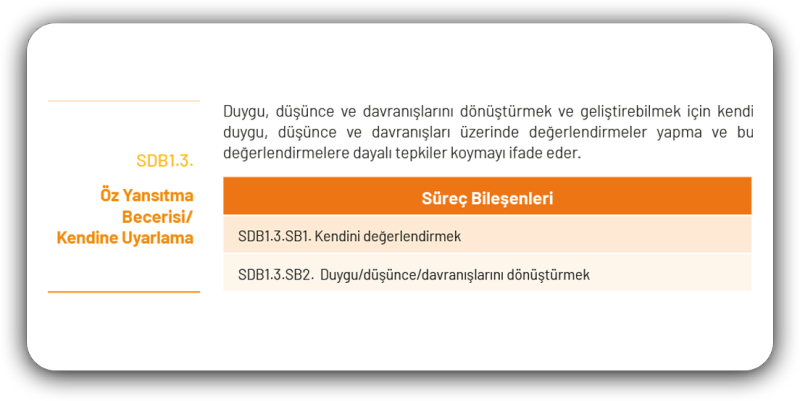 SDB1.3.
Öz Yansıtma
Becerisi/
Kendine Uyarlama
Duygu, düşünce ve davranışlarını dönüştürmek ve geliştirebilmek için kendi
duygu, düşünce ve davranışları üzerinde değerlendirmeler yapma ve bu
değerlendirmelere dayalı tepkiler koymayı ifade eder.
Süreç Bileşenleri
SDB1.3.SB1. Kendini değerlendirmek
SDB1.3.SB2. Duygu/düşünce/davranışlarını dönüştürmek